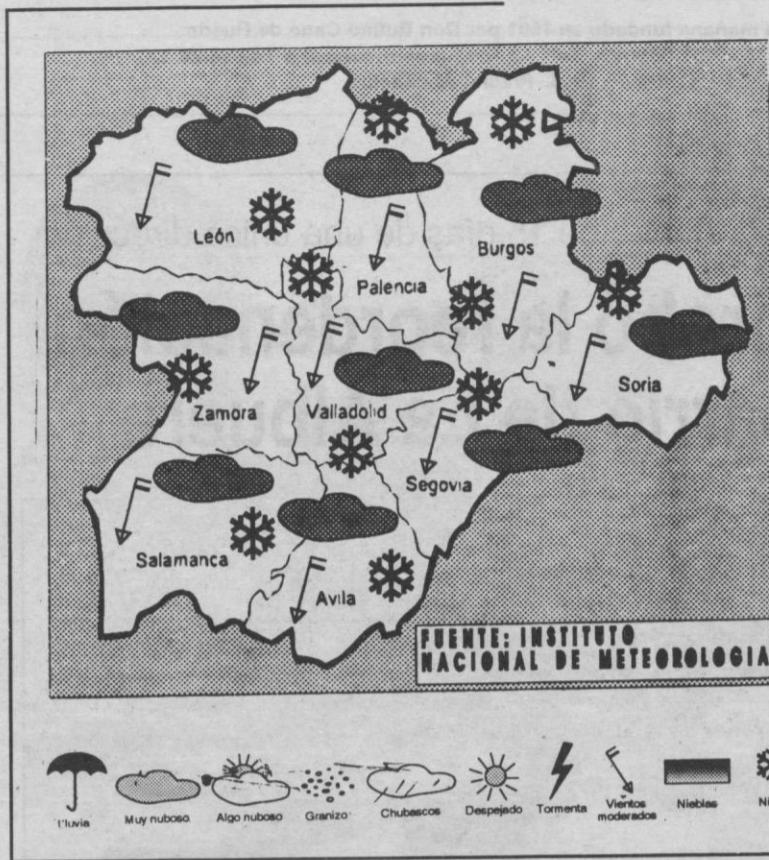 León
Palencia
Burgos
Zamora
Valladolid
Soria
Segovia
Salamanca
Avila
FUENTE: INSTITUTO
NACIONAL DE METEOROLOGIA
Lluvia
Muy nuboso
Algo nuboso
Granizo
Chubascos
Despejado
Tormenta
Vientos
moderados
Nieblas